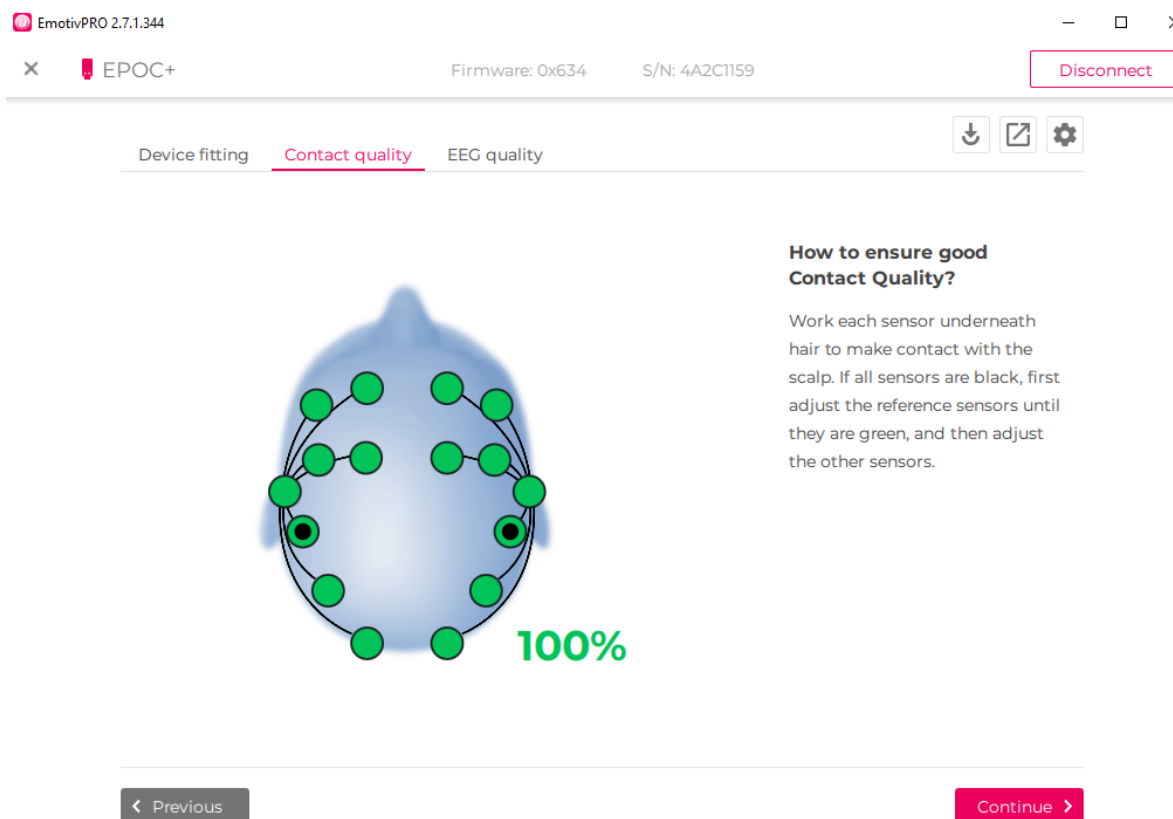 EmotivPRO 2.7.1.344
EPOC+ Firmware: 0x634 S/N: 4A2C1159 Disconnect
Device fitting Contact quality EEG quality
How to ensure good
Contact Quality?
Work each sensor underneath
hair to make contact with the
scalp. If all sensors are black, first
adjust the reference sensors until
they are green, and then adjust
the other sensors.
100%
Previous Continue